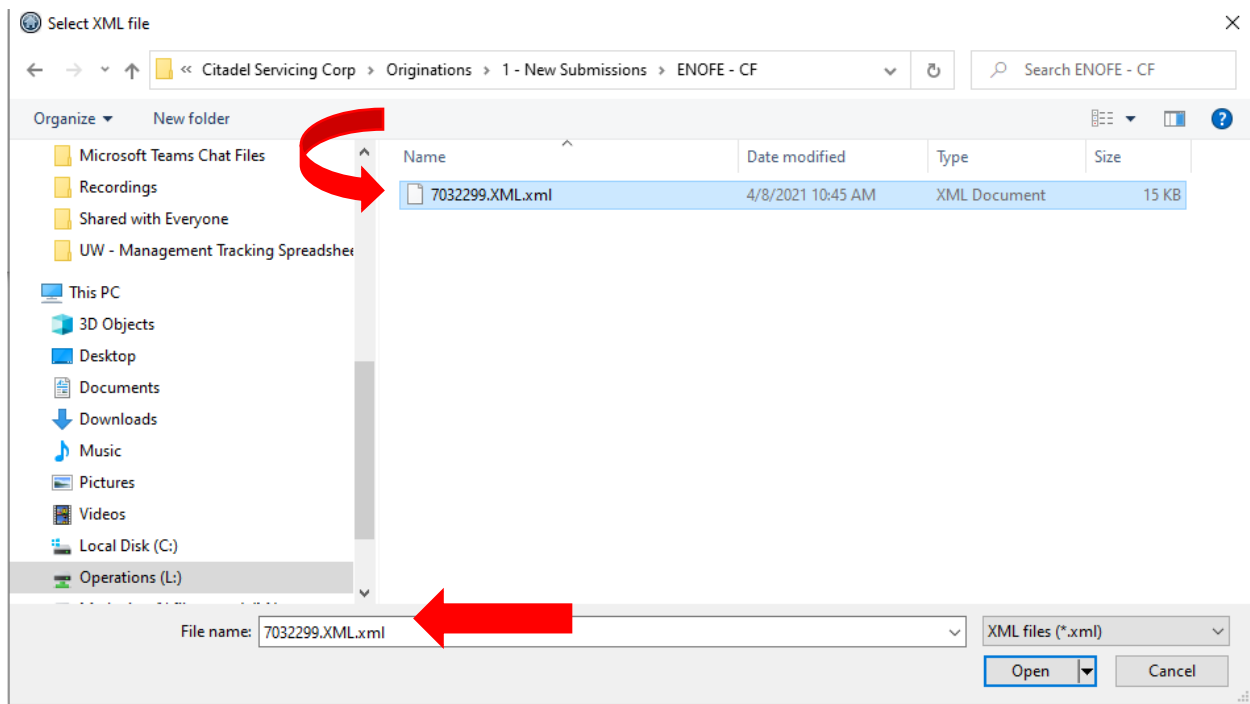 Select XML file
« Citadel Servicing Corp > Originations > 1 - New Submissions > ENOFE - CF
Search ENOFE - CF
Organize New folder
Name Date modified Type Size
7032299.XML.xml 4/8/2021 10:45 AM XML Document 15 KB
Microsoft Teams Chat Files
Recordings
Shared with Everyone
UW - Management Tracking Spreadshee
This PC
3D Objects
Desktop
Documents
Downloads
Music
Pictures
Videos
Local Disk (C:)
Operations (L:)
File name: 7032299.XML.xml XML files (*.xml)
Open Cancel